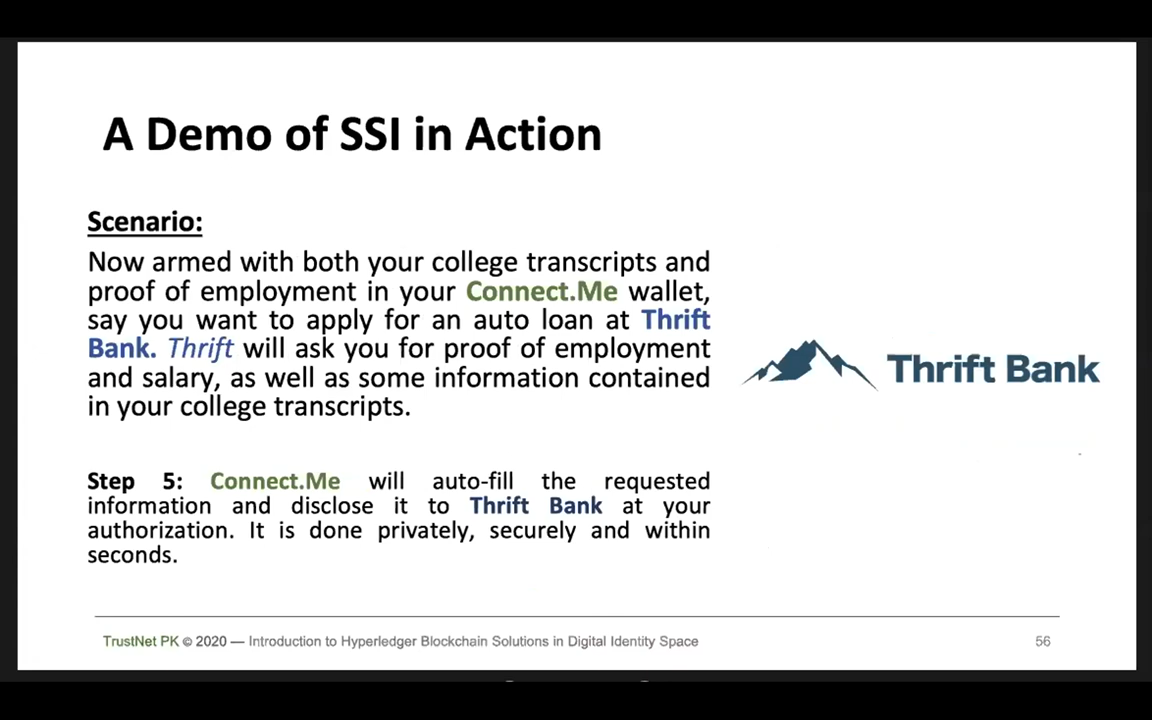 A Demo of SSI in Action
Scenario:
Now armed with both your college transcripts and
proof of employment in your Connect.Me wallet,
say you want to apply for an auto loan at Thrift
Bank. Thrift will ask you for proof of employment
and salary, as well as some information contained
in your college transcripts.
Thrift Bank
Step 5: Connect.Me will auto-fill the requested
information and disclose it to Thrift Bank at your
authorization. It is done privately, securely and within
seconds.
TrustNet PK © 2020 — Introduction to Hyperledger Blockchain Solutions in Digital Identity Space
56